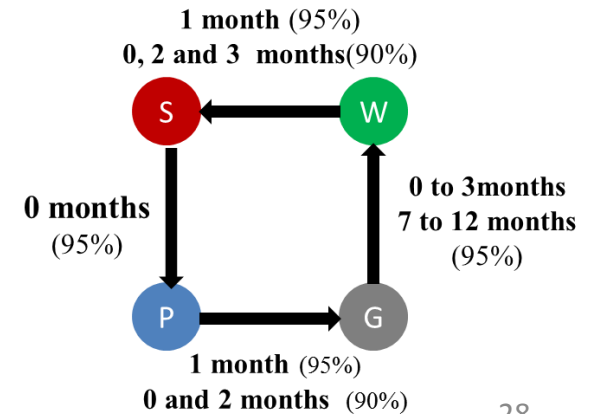 1 month (95%)
0, 2 and 3 months(90%)
S
W
0 months
(95%)
0 to 3months
7 to 12 months
(95%)
P
G
1 month (95%)
0 and 2 months (90%)
28